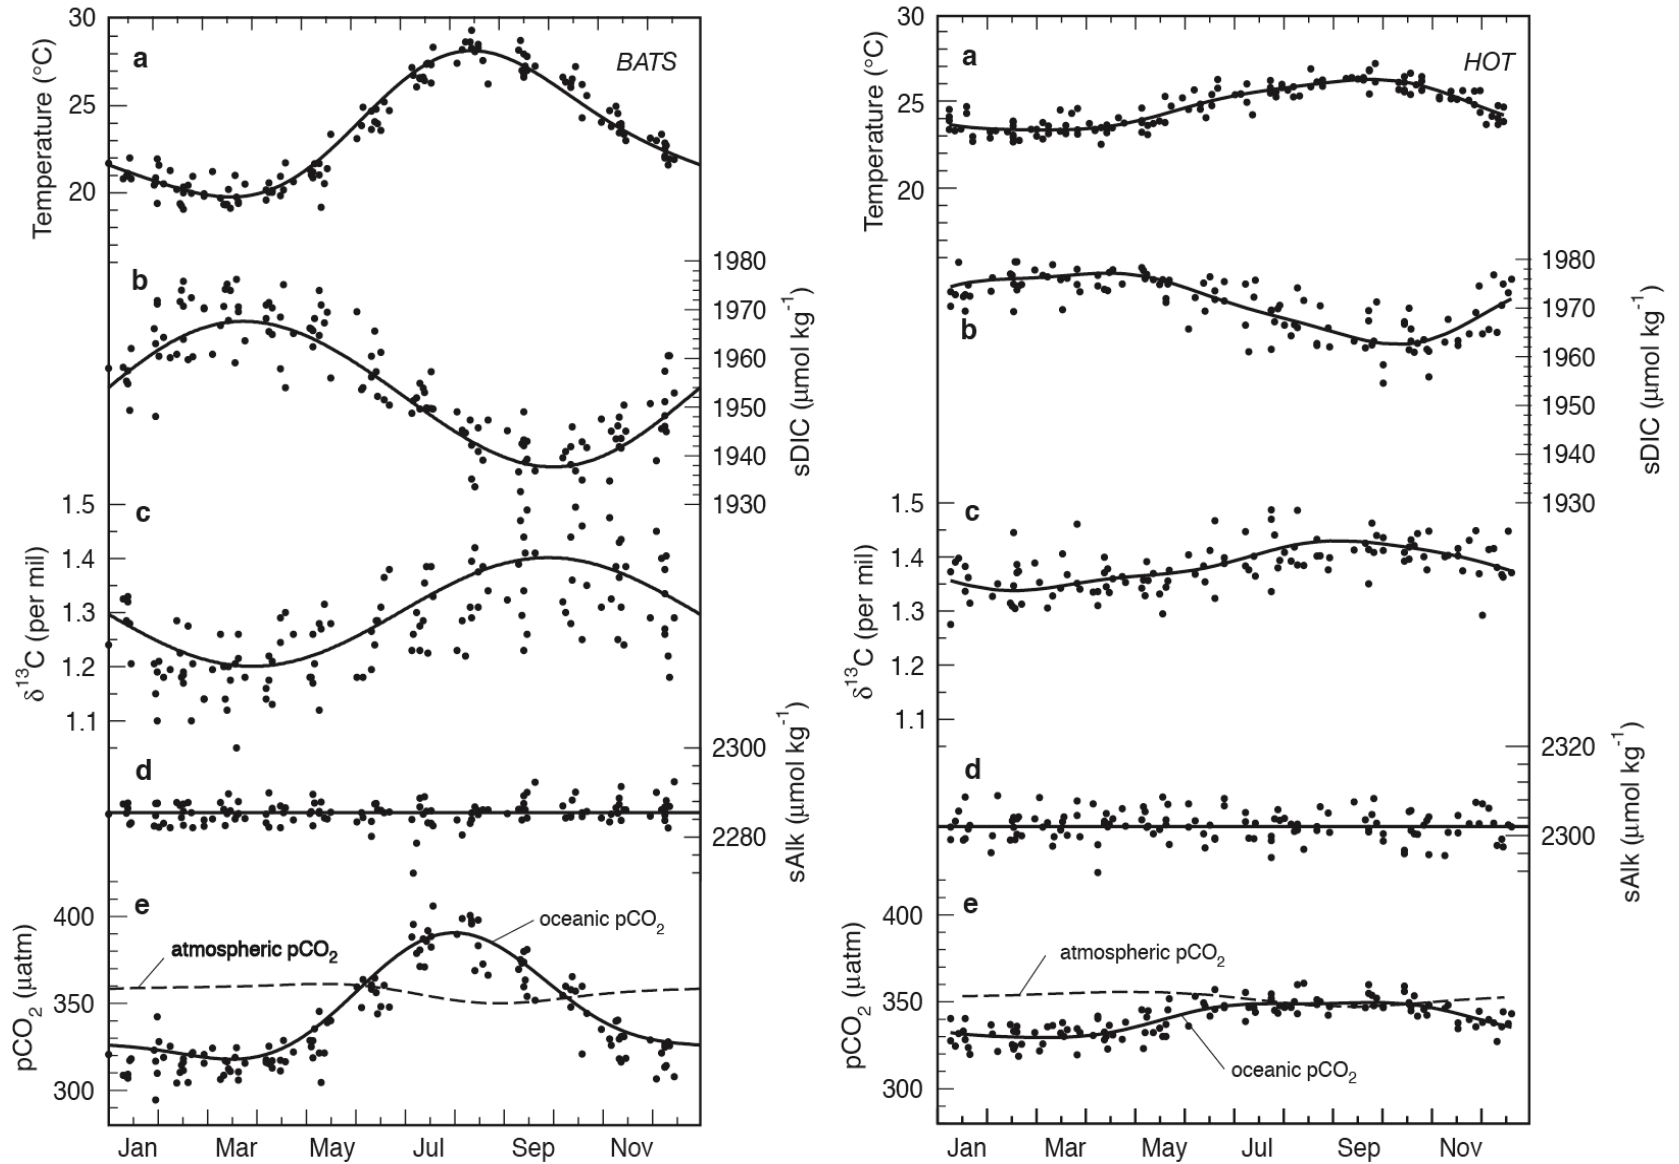 a
BATS
30
25
20
Temperature (°C)
b
1980
1970
1960
1950
1940
1930
sDIC (μmol kg⁻¹)
c
1.5
1.4
1.3
1.2
1.1
δ¹³C (per mil)
d
2300
2280
sAlk (μmol kg⁻¹)
e
400
350
300
pCO₂ (μatm)
oceanic pCO₂
atmospheric pCO₂
Jan Mar May Jul Sep Nov
a
HOT
30
25
20
Temperature (°C)
b
1980
1970
1960
1950
1940
1930
sDIC (μmol kg⁻¹)
c
1.5
1.4
1.3
1.2
1.1
δ¹³C (per mil)
d
2320
2300
sAlk (μmol kg⁻¹)
e
400
350
300
pCO₂ (μatm)
atmospheric pCO₂
oceanic pCO₂
Jan Mar May Jul Sep Nov